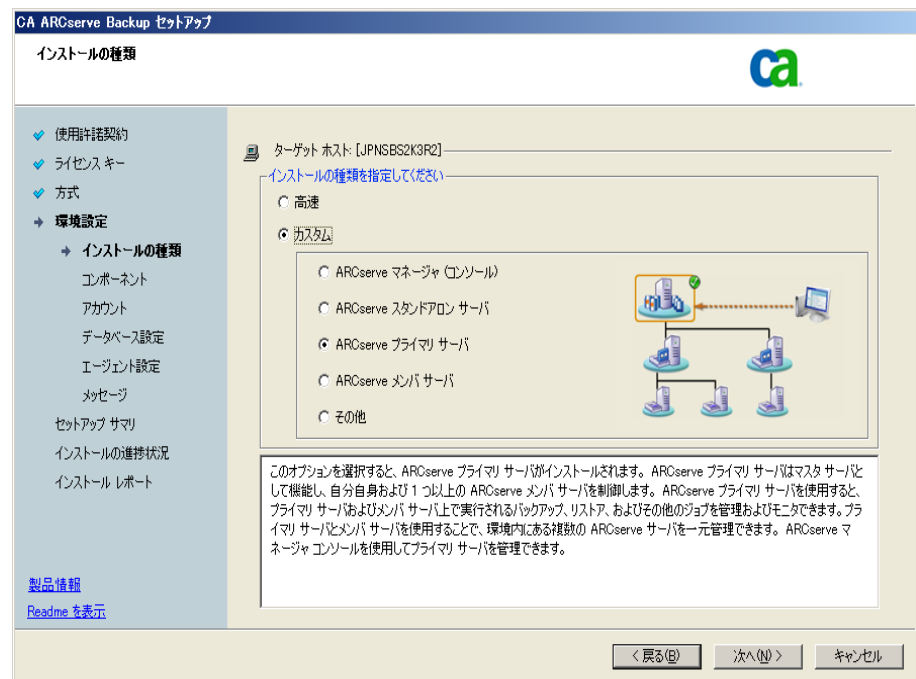 CA ARCserve Backup セットアップ
インストールの種類
ca
使用許諾契約
ライセンス キー
方式
環境設定
インストールの種類
コンポーネント
アカウント
データベース設定
エージェント設定
メッセージ
セットアップ サマリ
インストールの進捗状況
インストール レポート
製品情報
Readme を表示
ターゲット ホスト: [JPNSBS2K3R2]
インストールの種類を指定してください
高速
カスタム
ARCserve マネージャ (コンソール)
ARCserve スタンドアロン サーバ
ARCserve プライマリ サーバ
ARCserve メンバ サーバ
その他
このオプションを選択すると、ARCserve プライマリ サーバがインストールされます。ARCserve プライマリ サーバはマスタ サーバと
して機能し、自分自身および 1 つ以上の ARCserve メンバ サーバを制御します。ARCserve プライマリ サーバを使用すると、
プライマリ サーバおよびメンバ サーバ上で実行されるバックアップ、リストア、およびその他のジョブを管理およびモニタできます。プラ
イマリ サーバとメンバ サーバを使用することで、環境内にある複数の ARCserve サーバを一元管理できます。ARCserve マ
ネージャ コンソールを使用してプライマリ サーバを管理できます。
< 戻る(B)
次へ(N) >
キャンセル